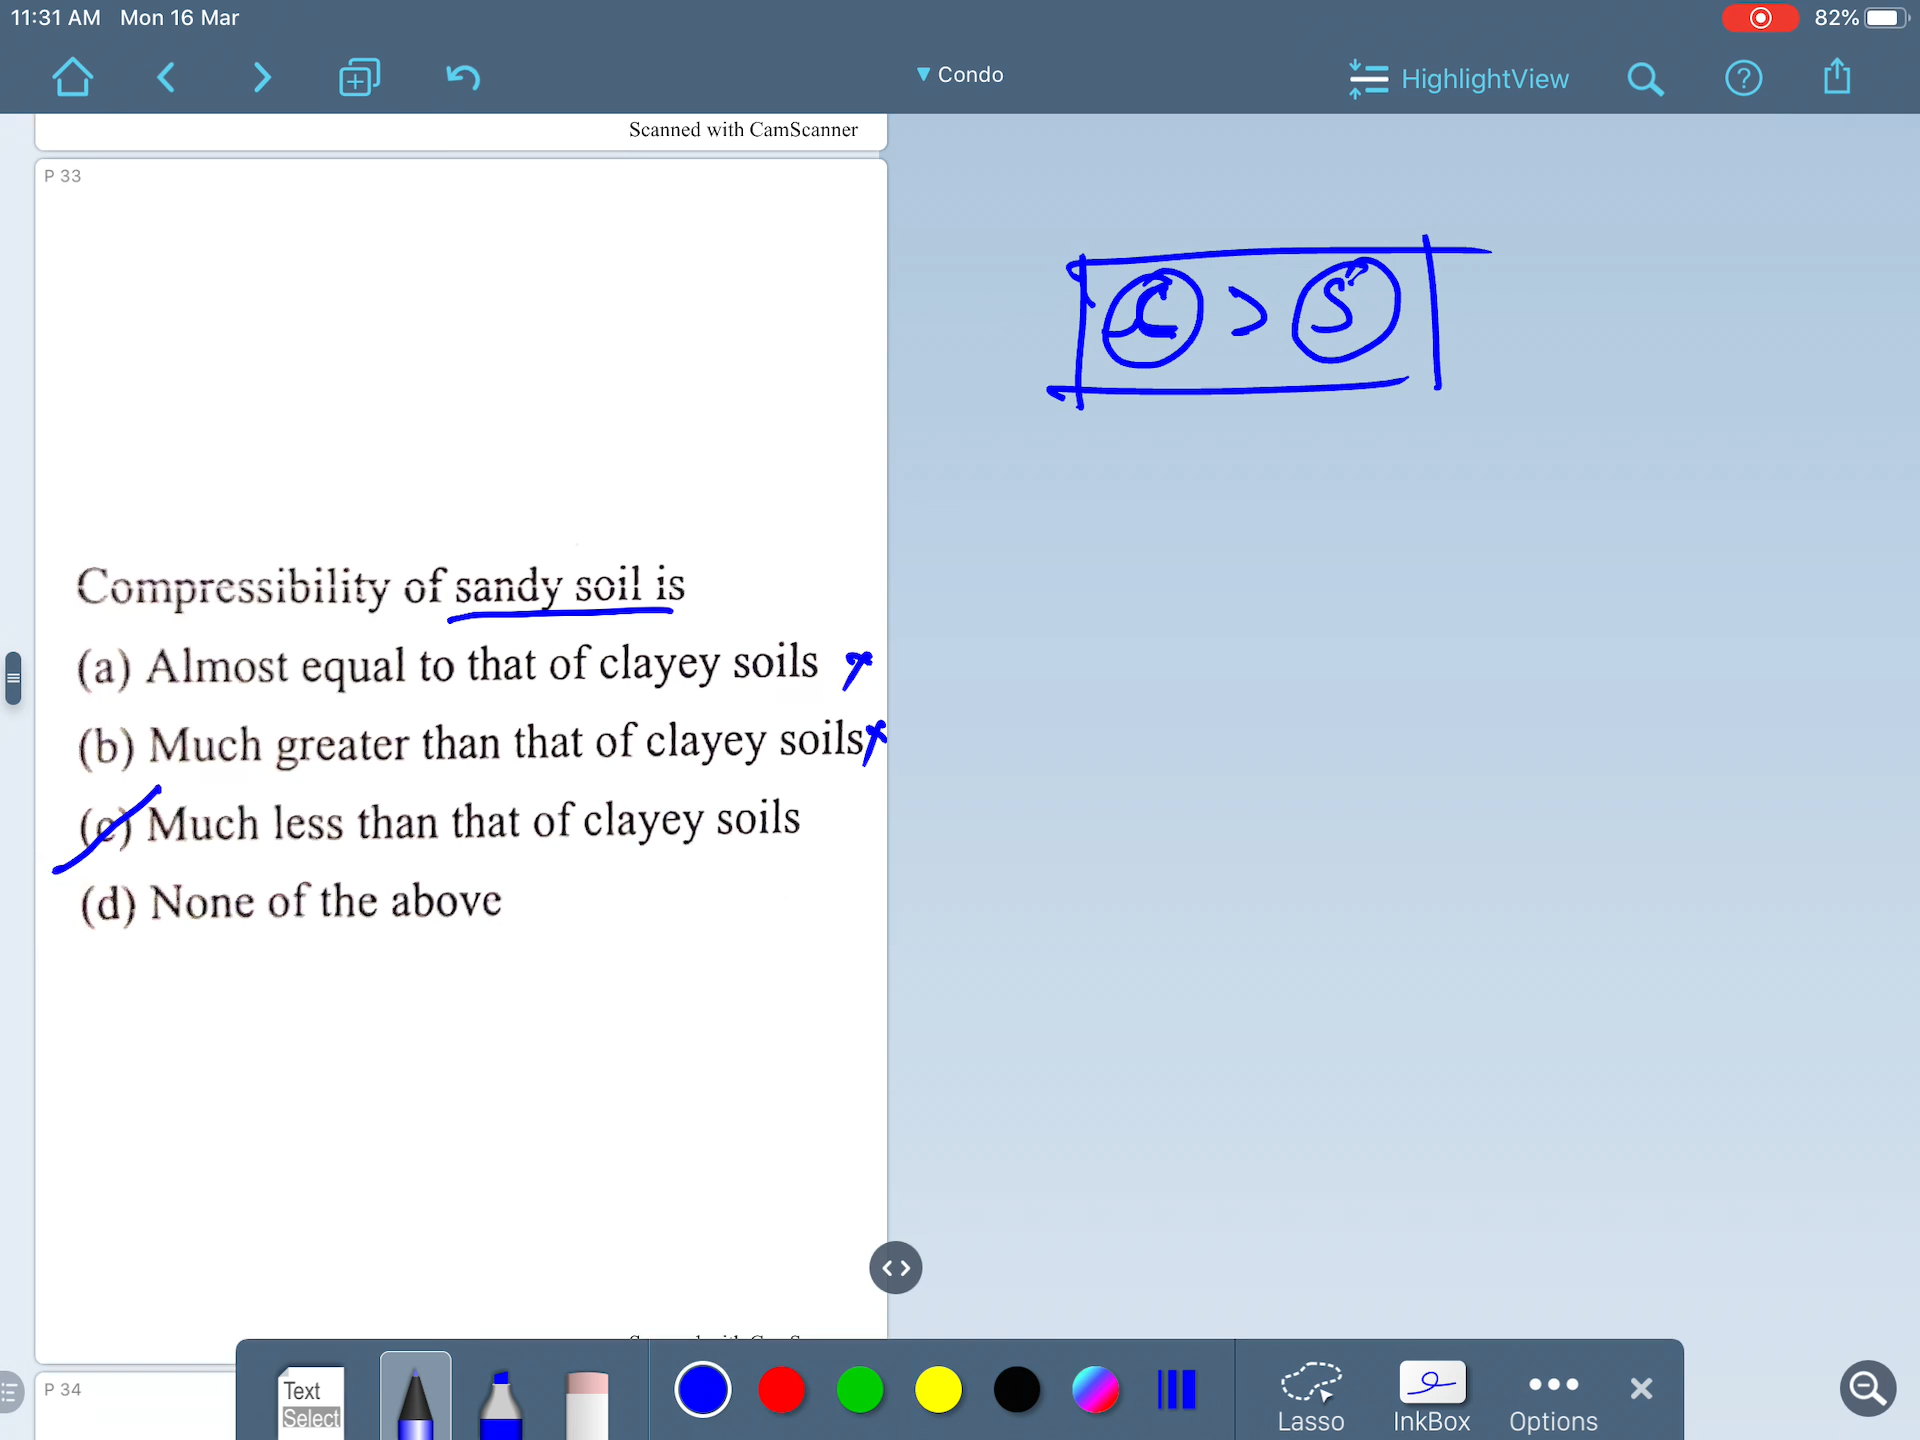 11:31 AM Mon 16 Mar
82%
Condo
HighlightView
Scanned with CamScanner
P 33
C > S
Compressibility of sandy soil is
(a) Almost equal to that of clayey soils
(b) Much greater than that of clayey soils
(c) Much less than that of clayey soils
(d) None of the above
P 34
Text
Select
Lasso
InkBox
Options